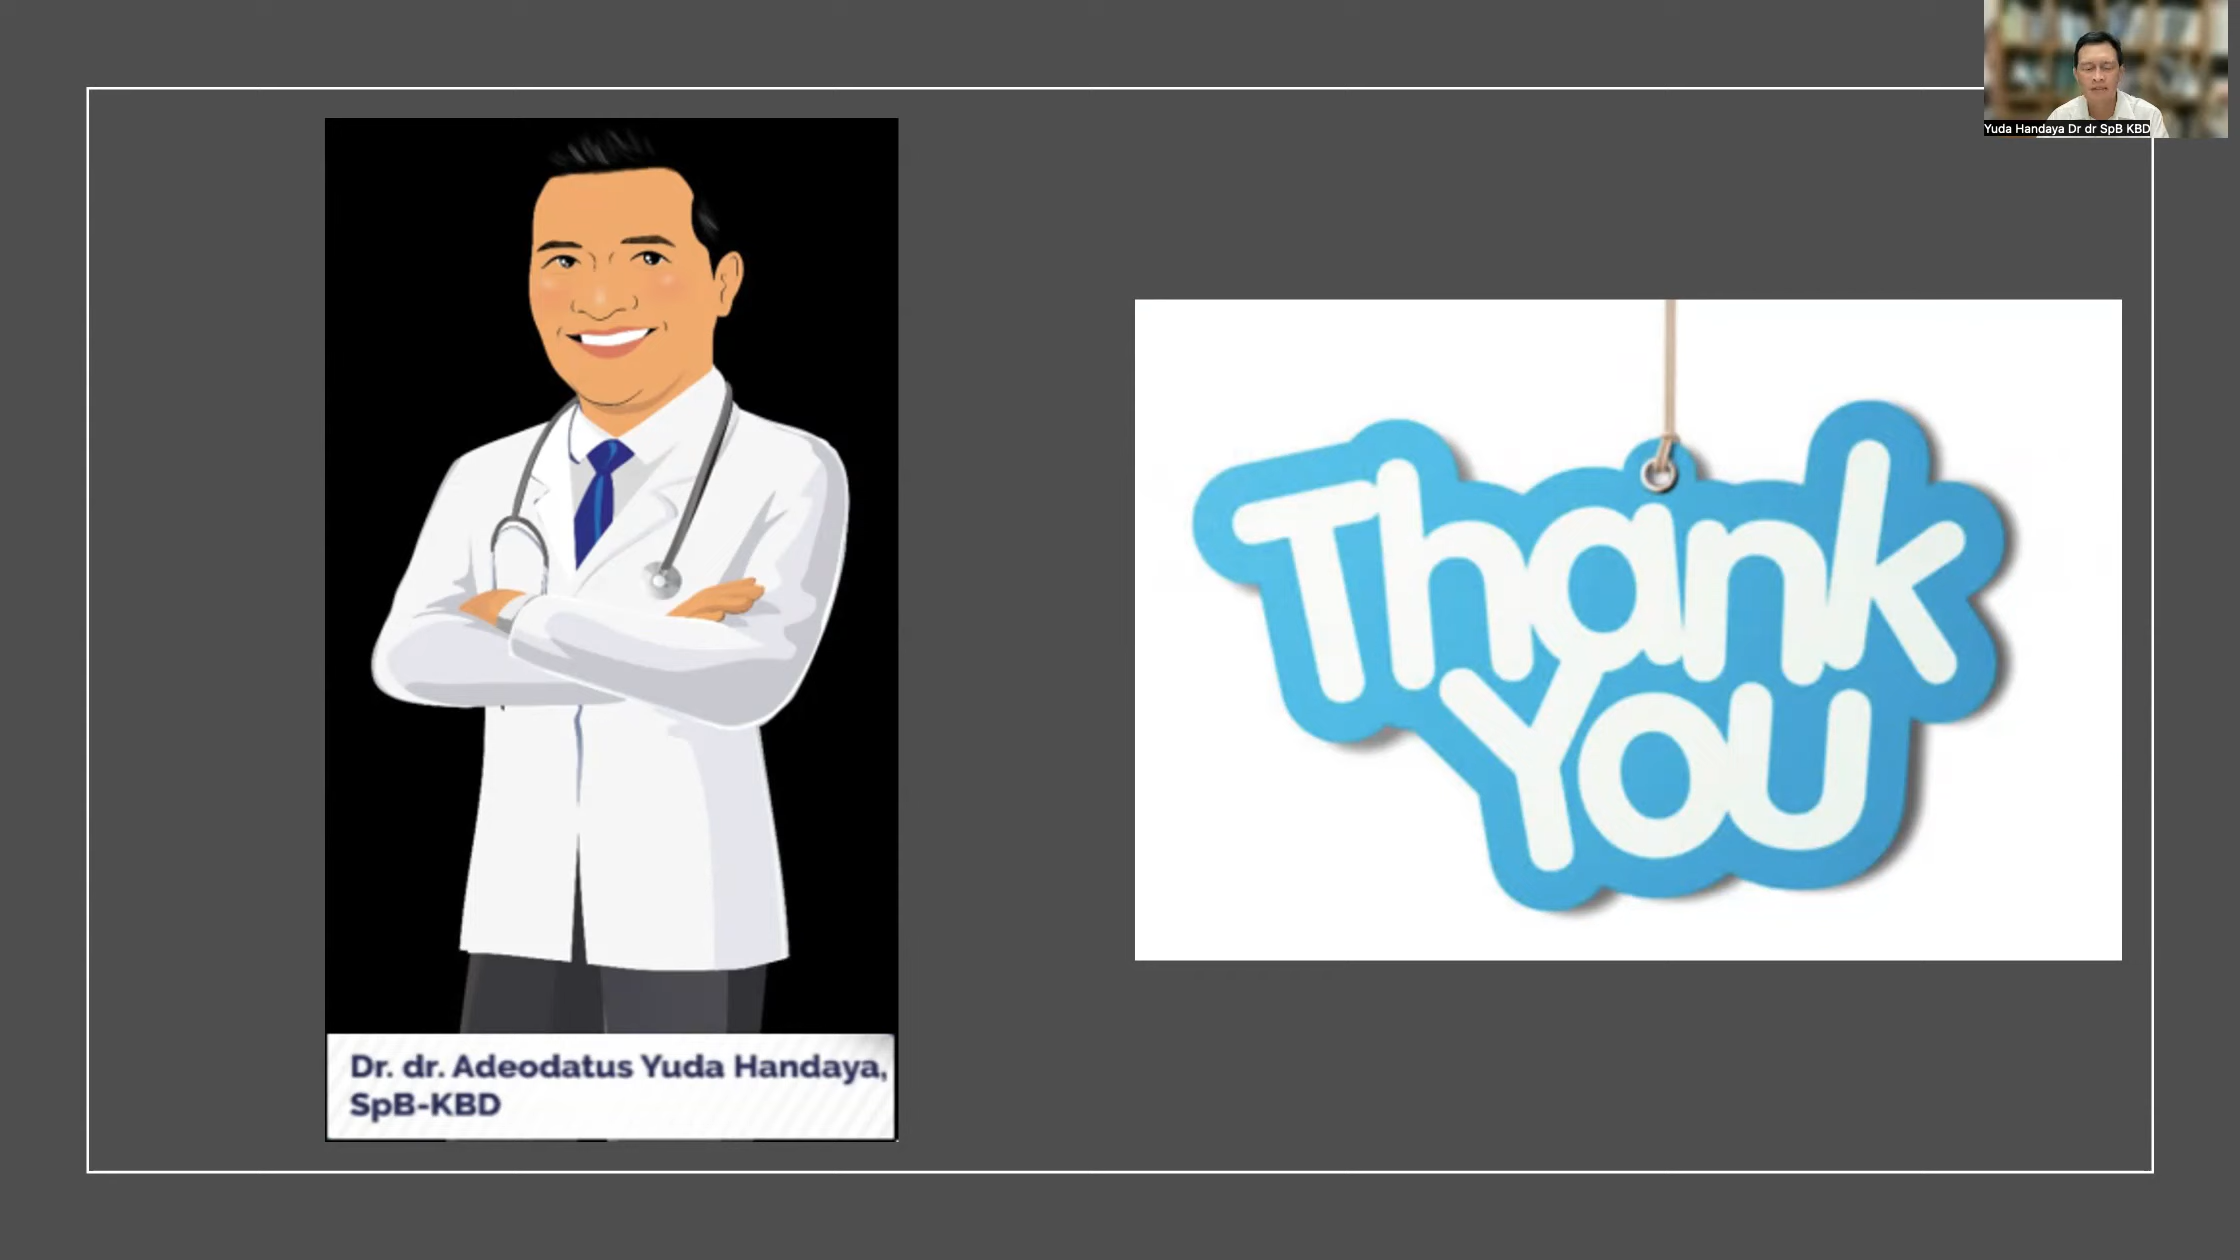 Yuda Handaya Dr dr SpB KBD
Thank
You
Dr. dr. Adeodatus Yuda Handaya,
SpB-KBD